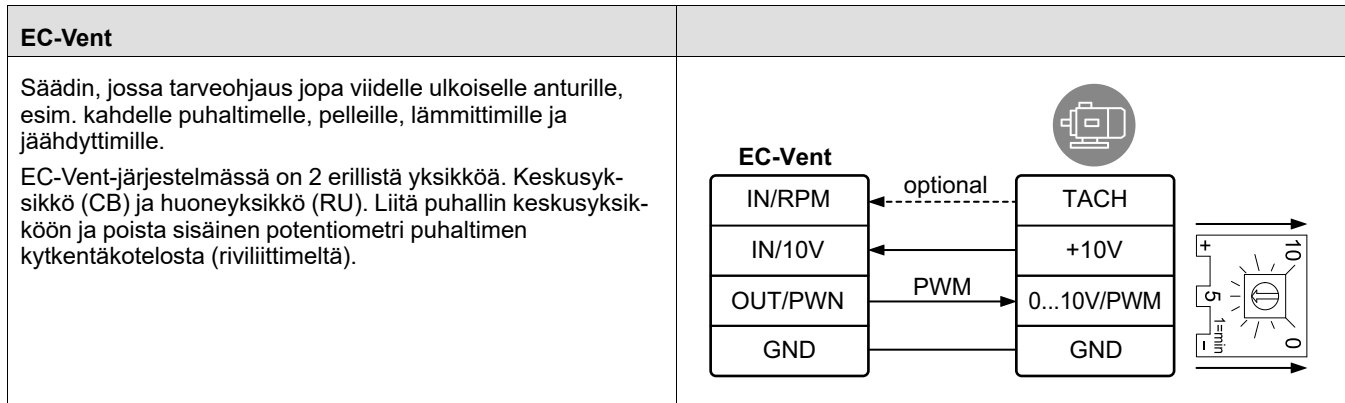 EC-Vent
Säädin, jossa tarveohjaus jopa viidelle ulkoiselle anturille,
esim. kahdelle puhaltimelle, pelleille, lämmittimille ja
jäähdyttimille.
EC-Vent-järjestelmässä on 2 erillistä yksikköä. Keskusyk-
sikkö (CB) ja huoneyksikkö (RU). Liitä puhallin keskusyksik-
köön ja poista sisäinen potentiometri puhaltimen
kytkentäkotelosta (riviliittimeltä).
EC-Vent
IN/RPM
optional
TACH
IN/10V
+10V
OUT/PWN
PWM
0...10V/PWM
GND
GND
+
10
5
1=min
-
0